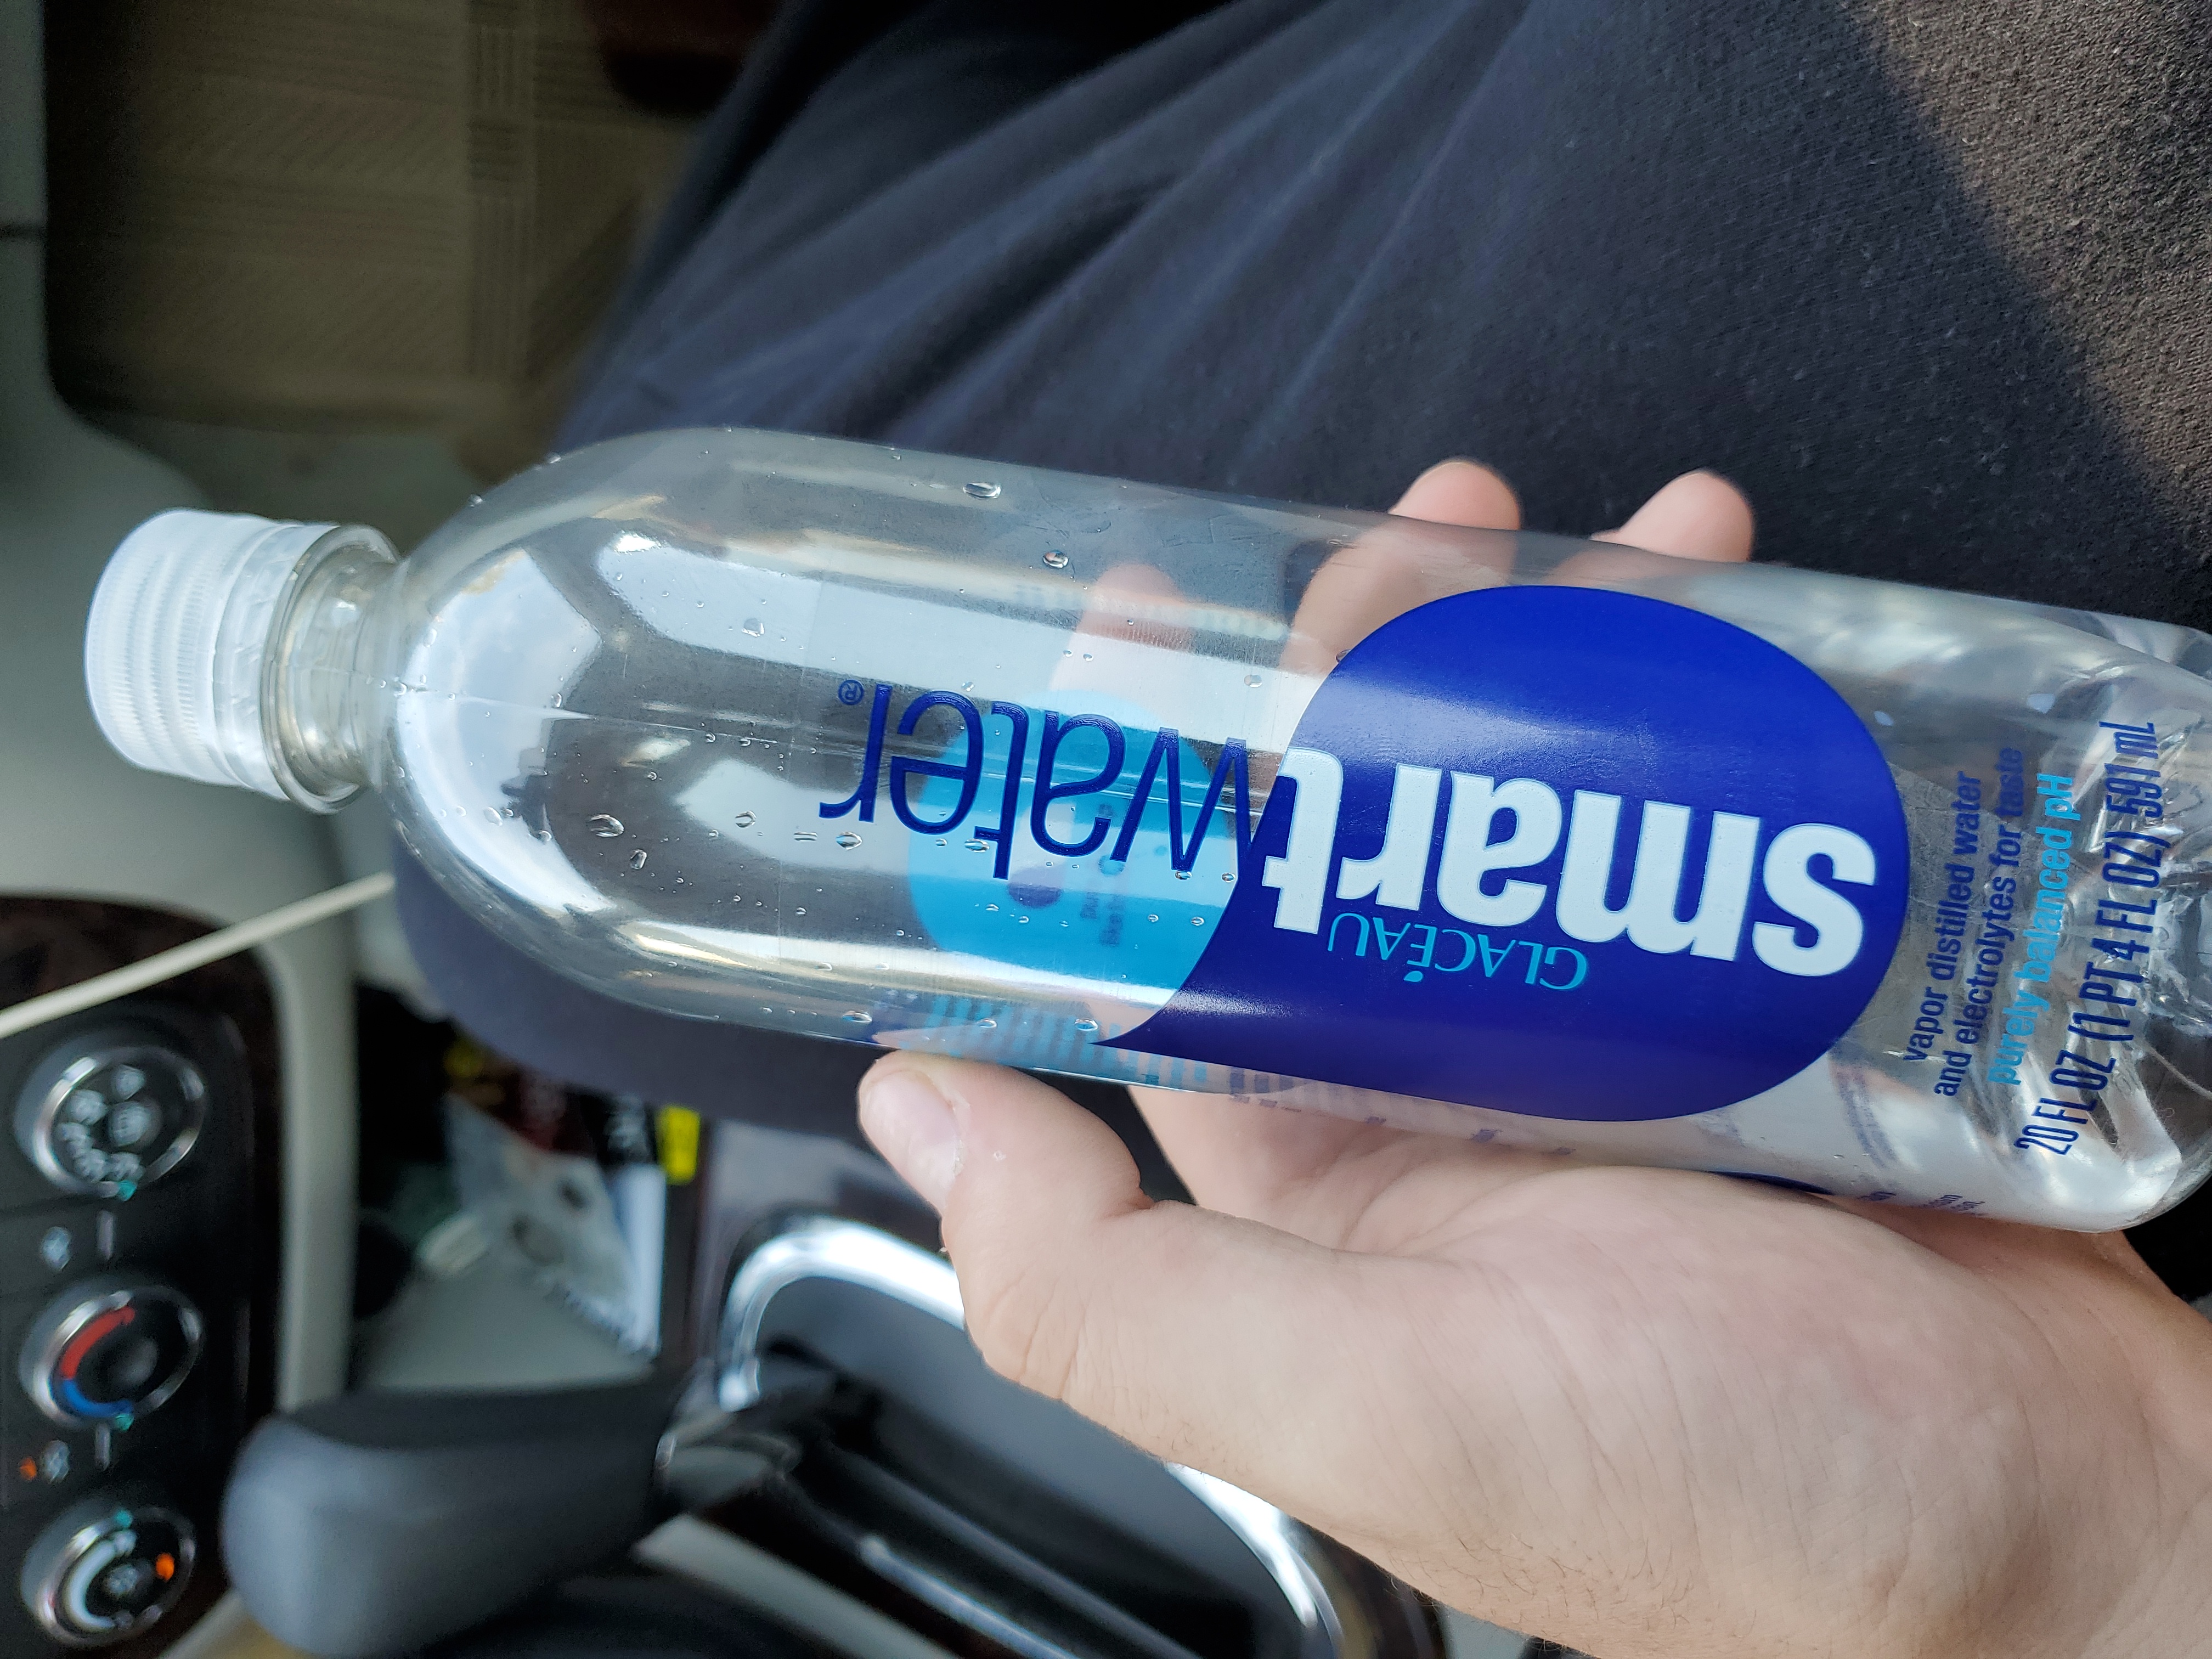 GLACÉAU
smartwater®
vapor distilled water
and electrolytes for taste
purely balanced pH
20 FL OZ (1 PT 4 FL OZ) 591 mL